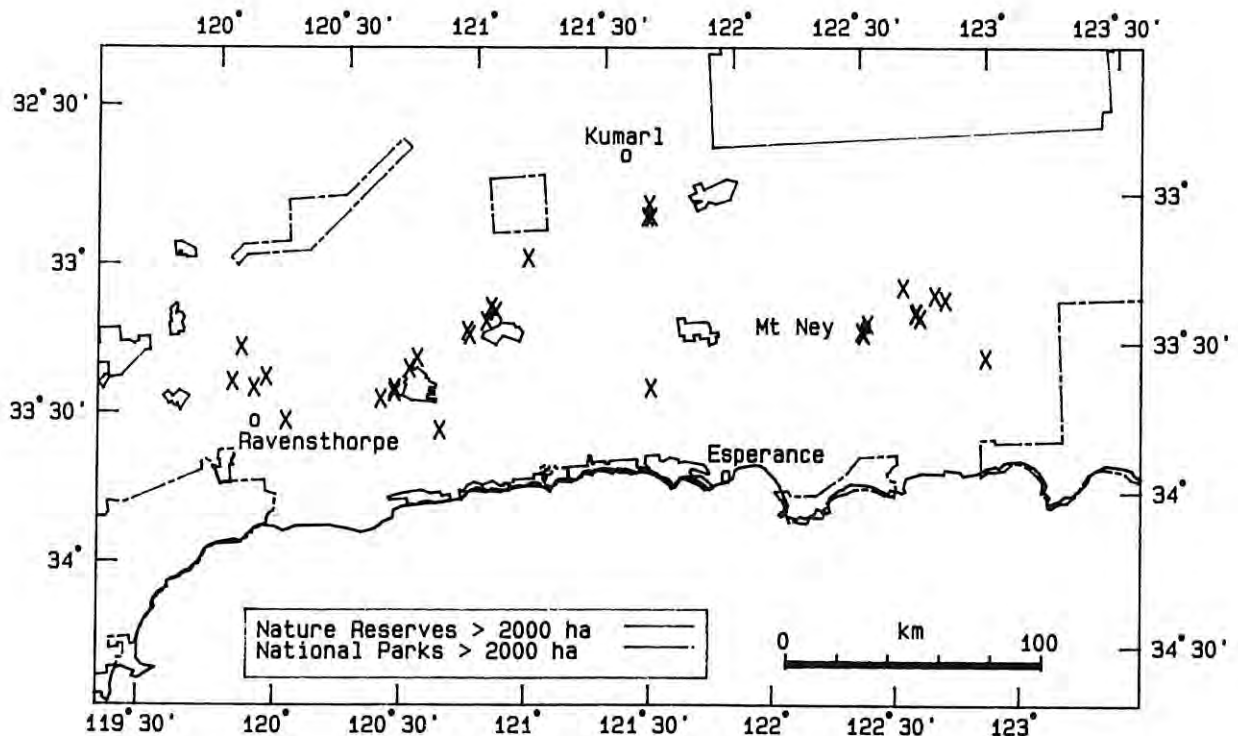 120° 120°30' 121° 121°30' 122° 122°30' 123° 123°30'
32°30'
Kumarl
33°
33°
Mt Ney
33°30'
33°30'
Ravensthorpe
Esperance
34°
34°
Nature Reserves > 2000 ha
National Parks > 2000 ha
0 km 100
34°30'
119°30' 120° 120°30' 121° 121°30' 122° 122°30' 123°